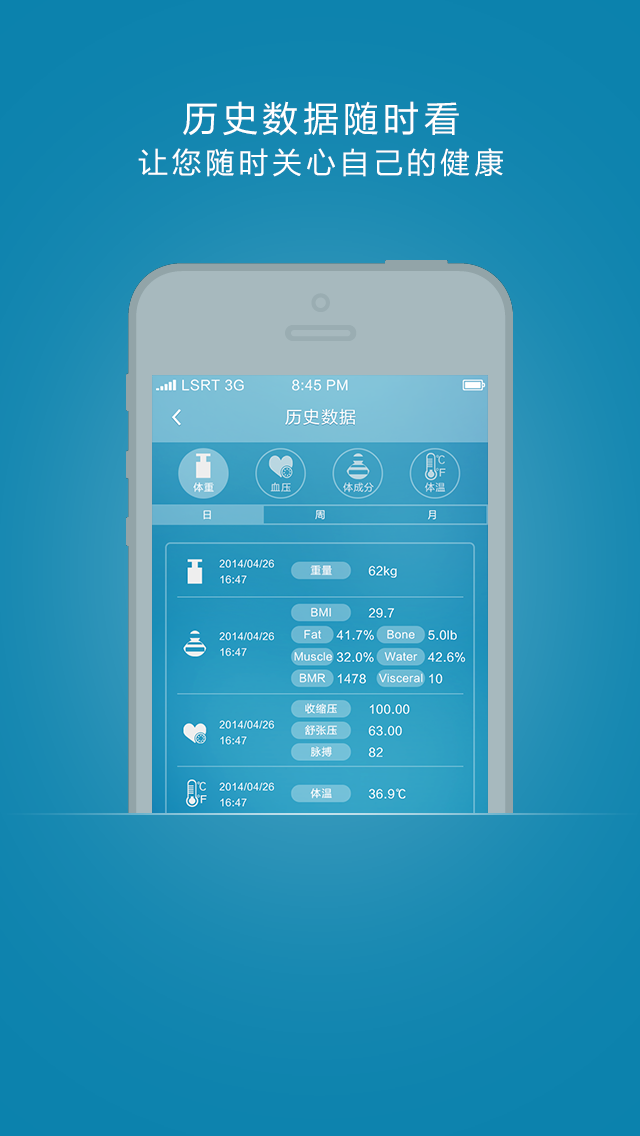 历史数据随时看
让您随时关心自己的健康
LSRT 3G 8:45 PM
历史数据
体重 血压 体成分 ℃ °F 体温
日 周 月
2014/04/26 16:47 重量 62kg
BMI 29.7
Fat 41.7% Bone 5.0lb
2014/04/26 16:47
Muscle 32.0% Water 42.6%
BMR 1478 Visceral 10
收缩压 100.00
2014/04/26 16:47 舒张压 63.00
脉搏 82
℃ °F 2014/04/26 16:47 体温 36.9℃